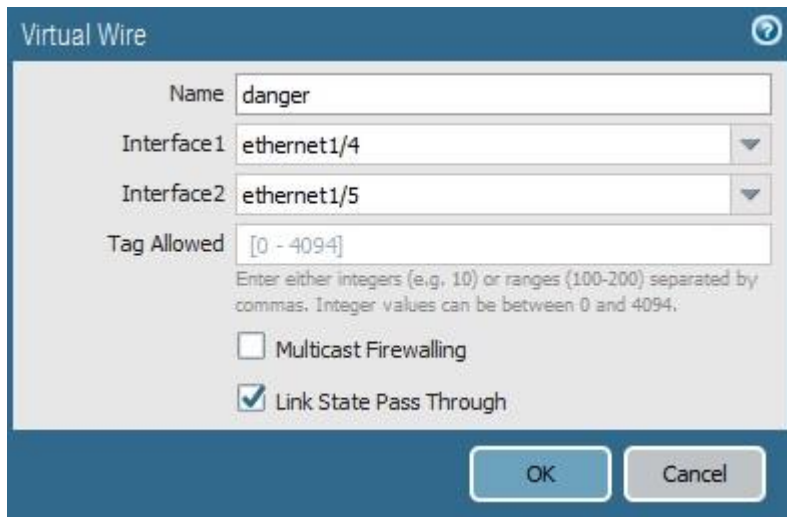 Virtual Wire
Name danger
Interface1 ethernet1/4
Interface2 ethernet1/5
Tag Allowed [0 - 4094]
Enter either integers (e.g. 10) or ranges (100-200) separated by
commas. Integer values can be between 0 and 4094.
Multicast Firewalling
Link State Pass Through
OK Cancel